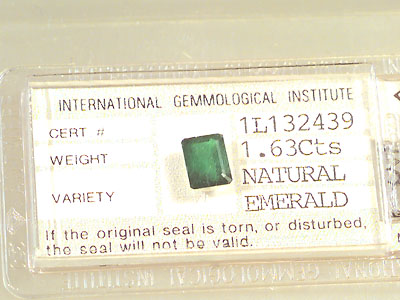 INTERNATIONAL GEMMOLOGICAL INSTITUTE
CERT # 1L132439
WEIGHT 1.63Cts
VARIETY NATURAL
EMERALD
If the original seal is torn, or disturbed,
the seal will not be valid.